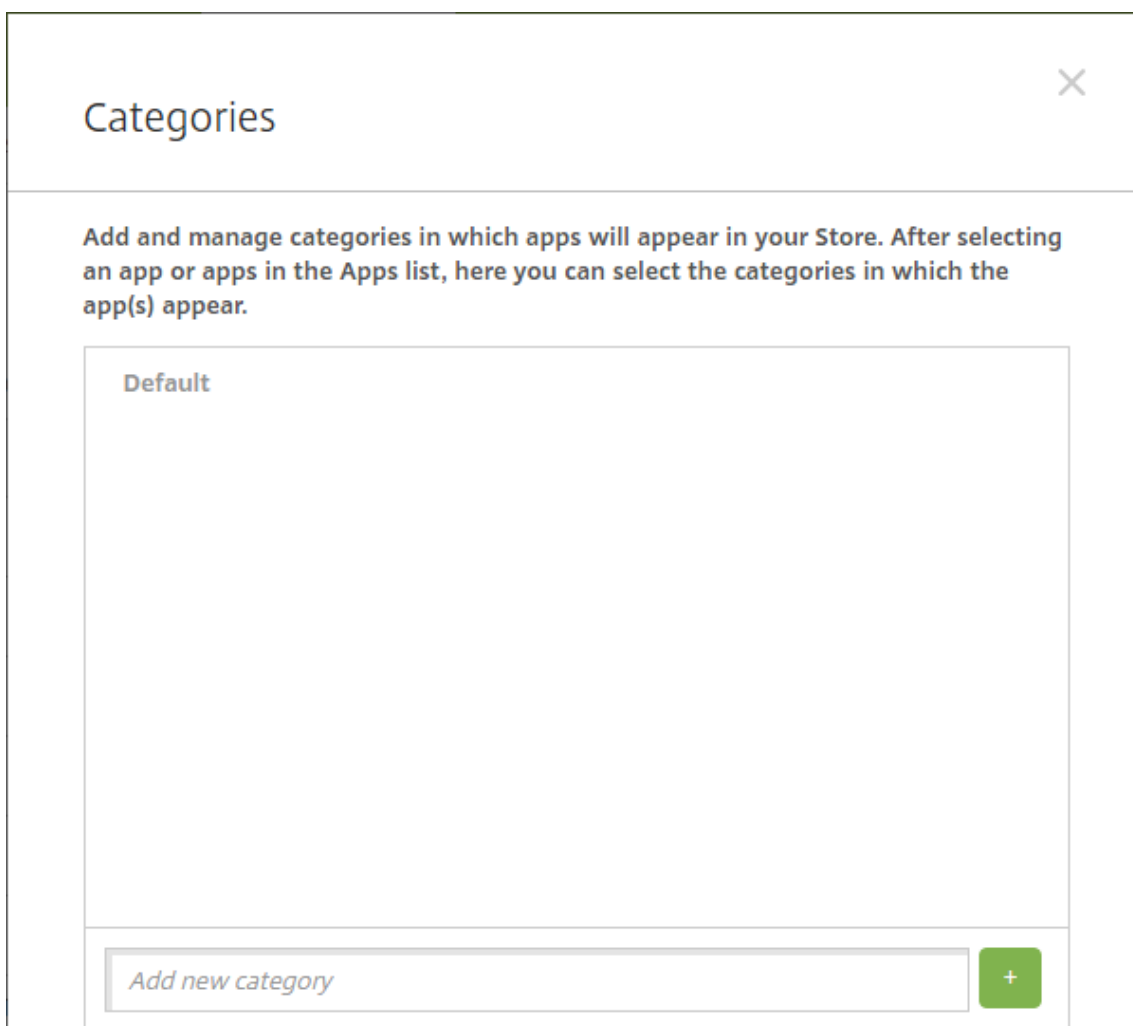 Categories
Add and manage categories in which apps will appear in your Store. After selecting
an app or apps in the Apps list, here you can select the categories in which the
app(s) appear.
Default
Add new category
+